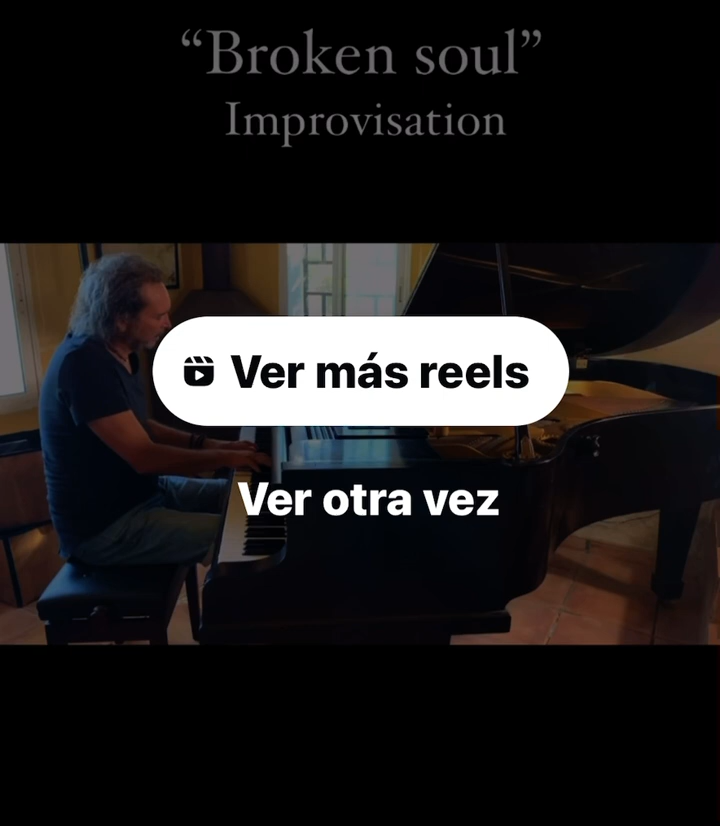 “Broken soul”
Improvisation
Ver más reels
Ver otra vez